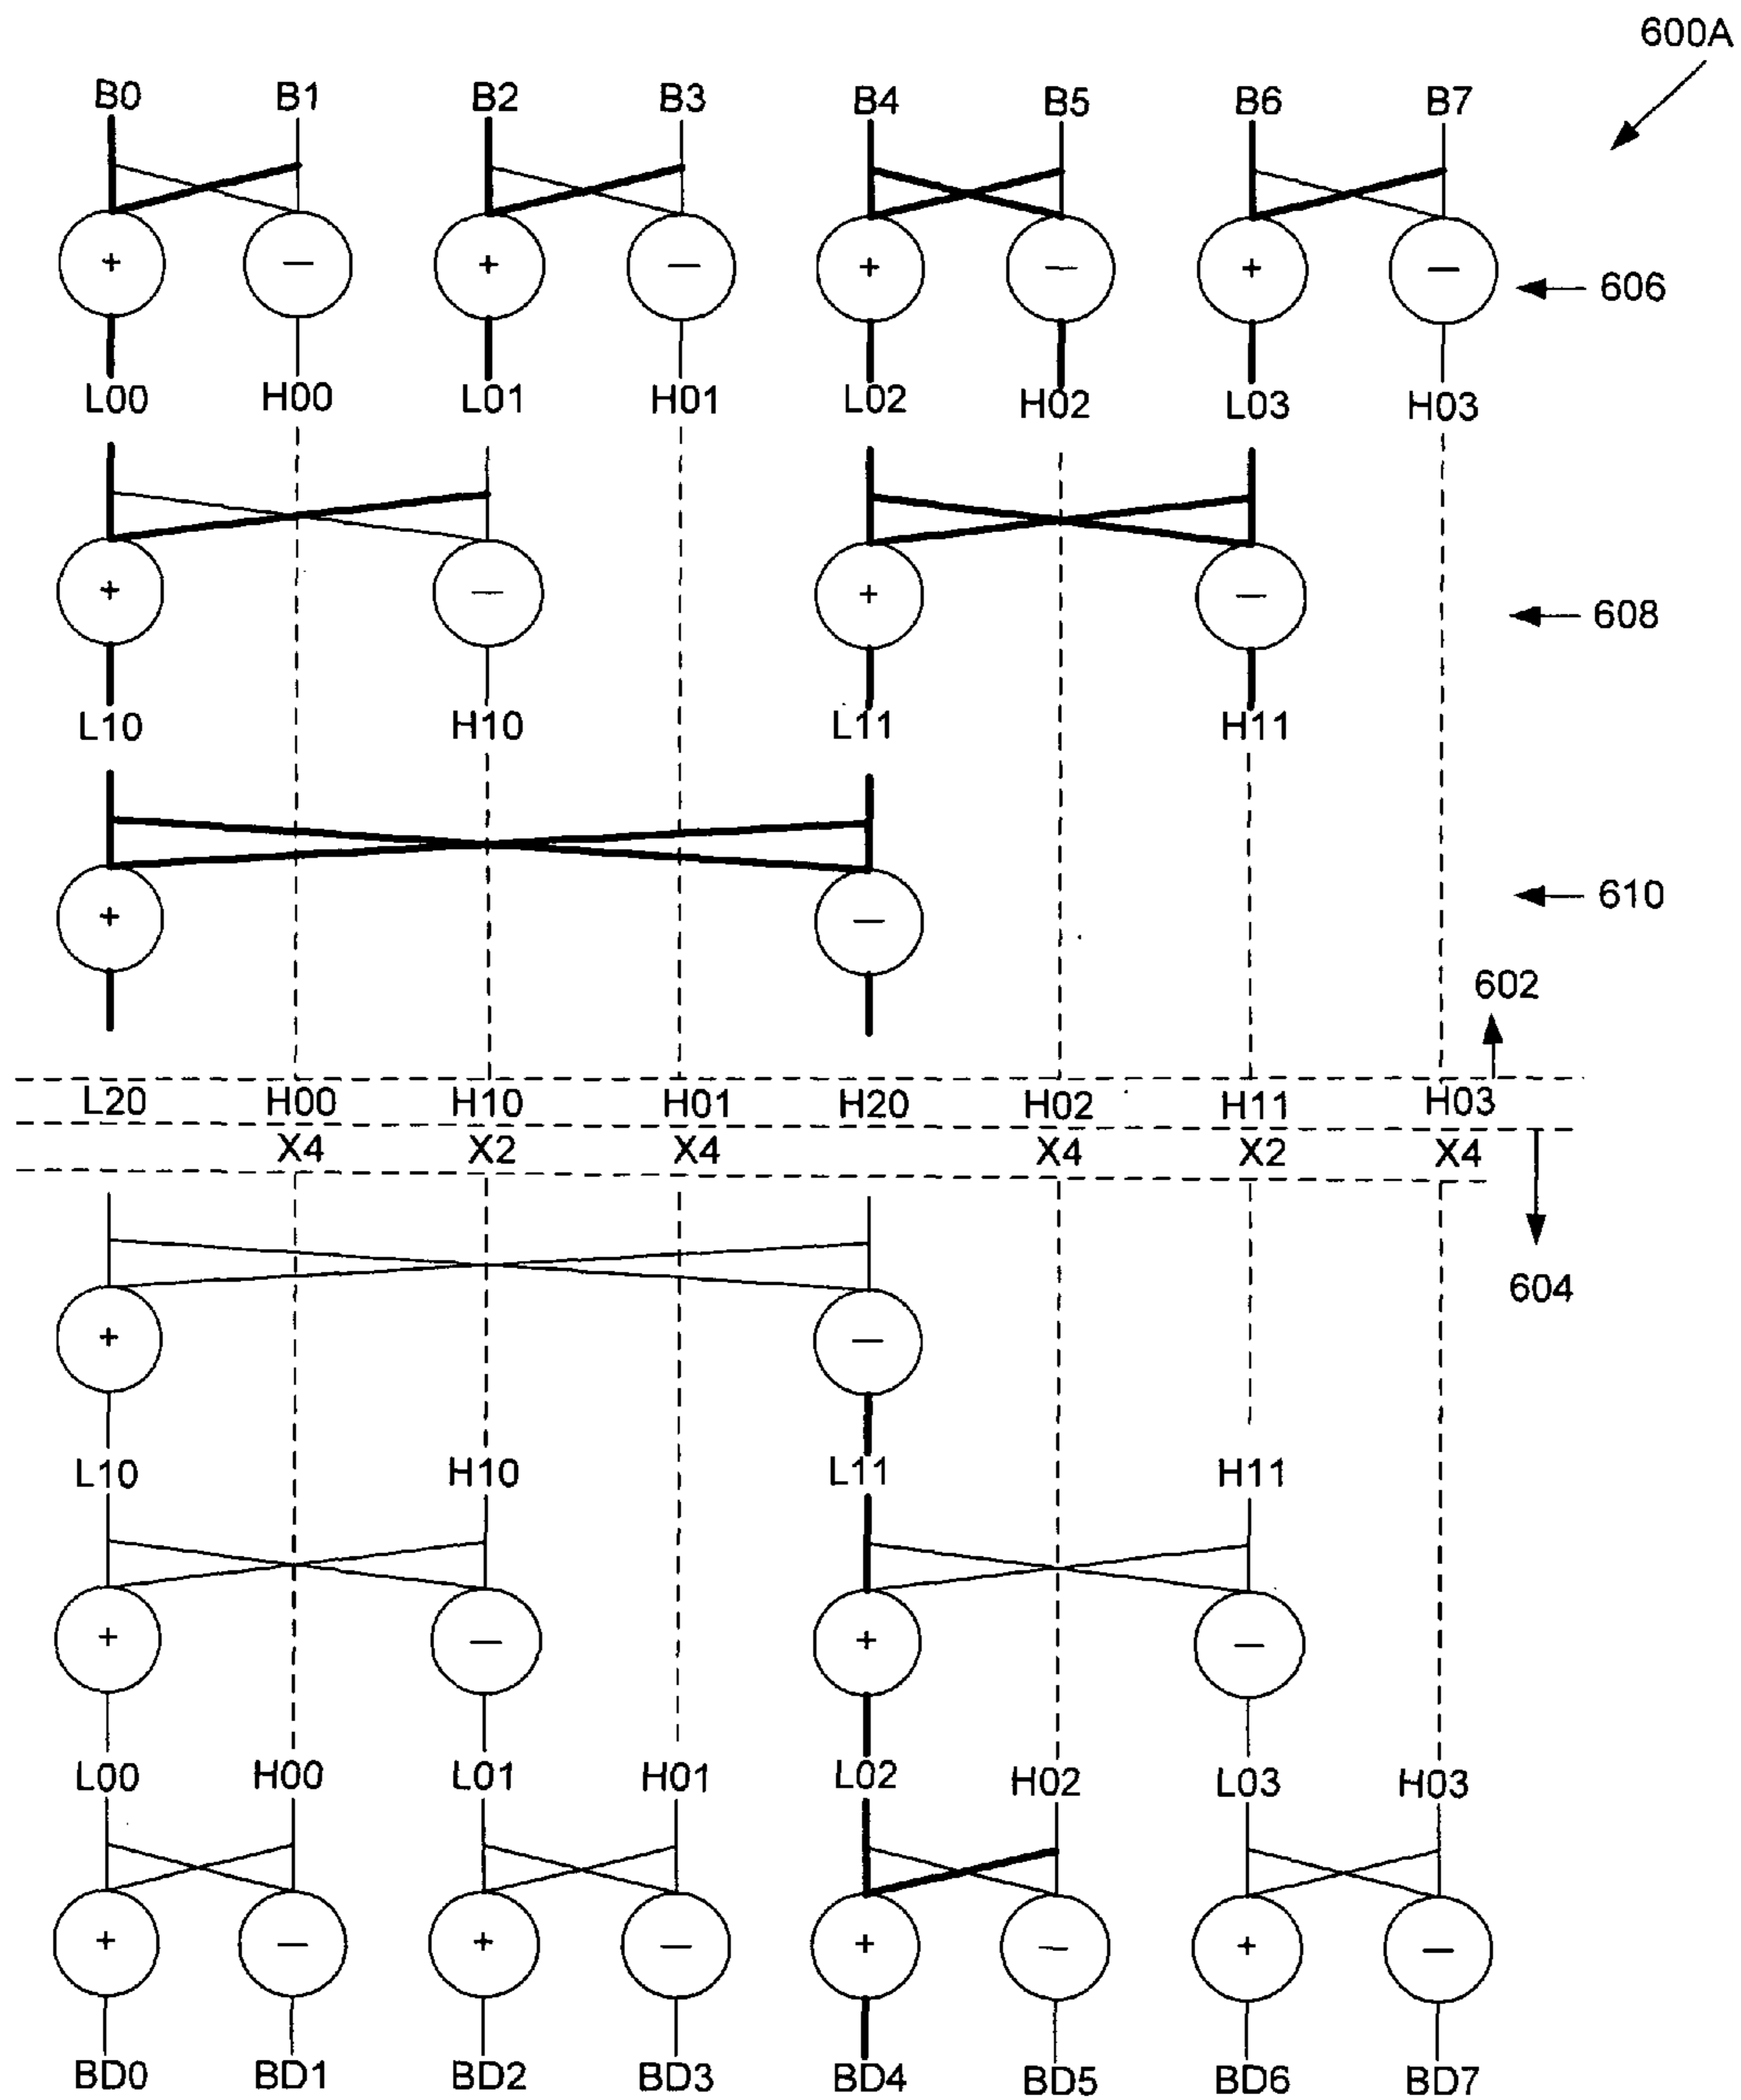 600A
B0 B1 B2 B3 B4 B5 B6 B7
+ − + − + − + −
606
L00 H00 L01 H01 L02 H02 L03 H03
+ − + −
608
L10 H10 L11 H11
+ −
610
602
L20 H00 H10 H01 H20 H02 H11 H03
X4 X2 X4 X4 X2 X4
604
+ −
L10 H10 L11 H11
+ − + −
L00 H00 L01 H01 L02 H02 L03 H03
+ − + − + − + −
BD0 BD1 BD2 BD3 BD4 BD5 BD6 BD7